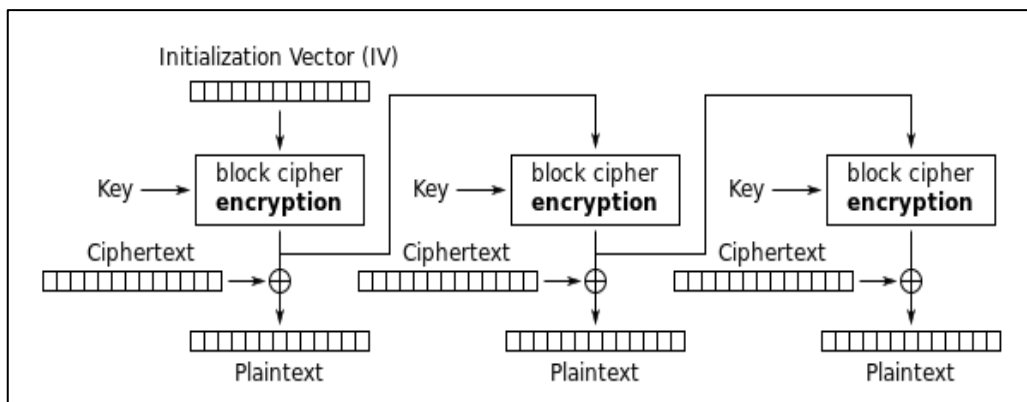 Initialization Vector (IV)
Key
block cipher
encryption
Key
block cipher
encryption
Key
block cipher
encryption
Ciphertext
Ciphertext
Ciphertext
Plaintext
Plaintext
Plaintext